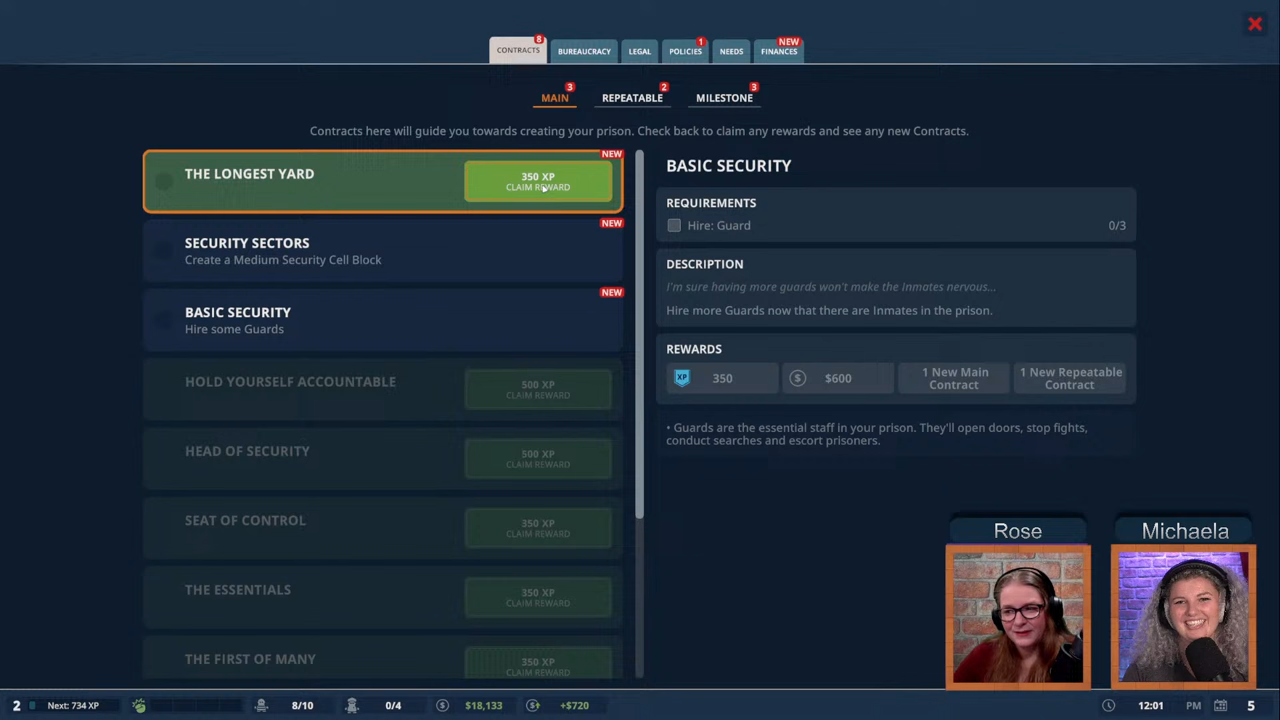 8
CONTRACTS
BUREAUCRACY
LEGAL
1
POLICIES
NEEDS
NEW
FINANCES
3
MAIN
2
REPEATABLE
3
MILESTONE
Contracts here will guide you towards creating your prison. Check back to claim any rewards and see any new Contracts.
NEW
THE LONGEST YARD
350 XP
CLAIM REWARD
NEW
SECURITY SECTORS
Create a Medium Security Cell Block
NEW
BASIC SECURITY
Hire some Guards
HOLD YOURSELF ACCOUNTABLE
500 XP
CLAIM REWARD
HEAD OF SECURITY
500 XP
CLAIM REWARD
SEAT OF CONTROL
350 XP
CLAIM REWARD
THE ESSENTIALS
350 XP
CLAIM REWARD
THE FIRST OF MANY
350 XP
CLAIM REWARD
BASIC SECURITY
REQUIREMENTS
Hire: Guard 0/3
DESCRIPTION
I'm sure having more guards won't make the Inmates nervous...
Hire more Guards now that there are Inmates in the prison.
REWARDS
XP 350
$ $600
1 New Main
Contract
1 New Repeatable
Contract
• Guards are the essential staff in your prison. They'll open doors, stop fights,
conduct searches and escort prisoners.
Rose
Michaela
2 Next: 734 XP 8/10 0/4 $ $18,133 $ +$720 12:01 PM 5